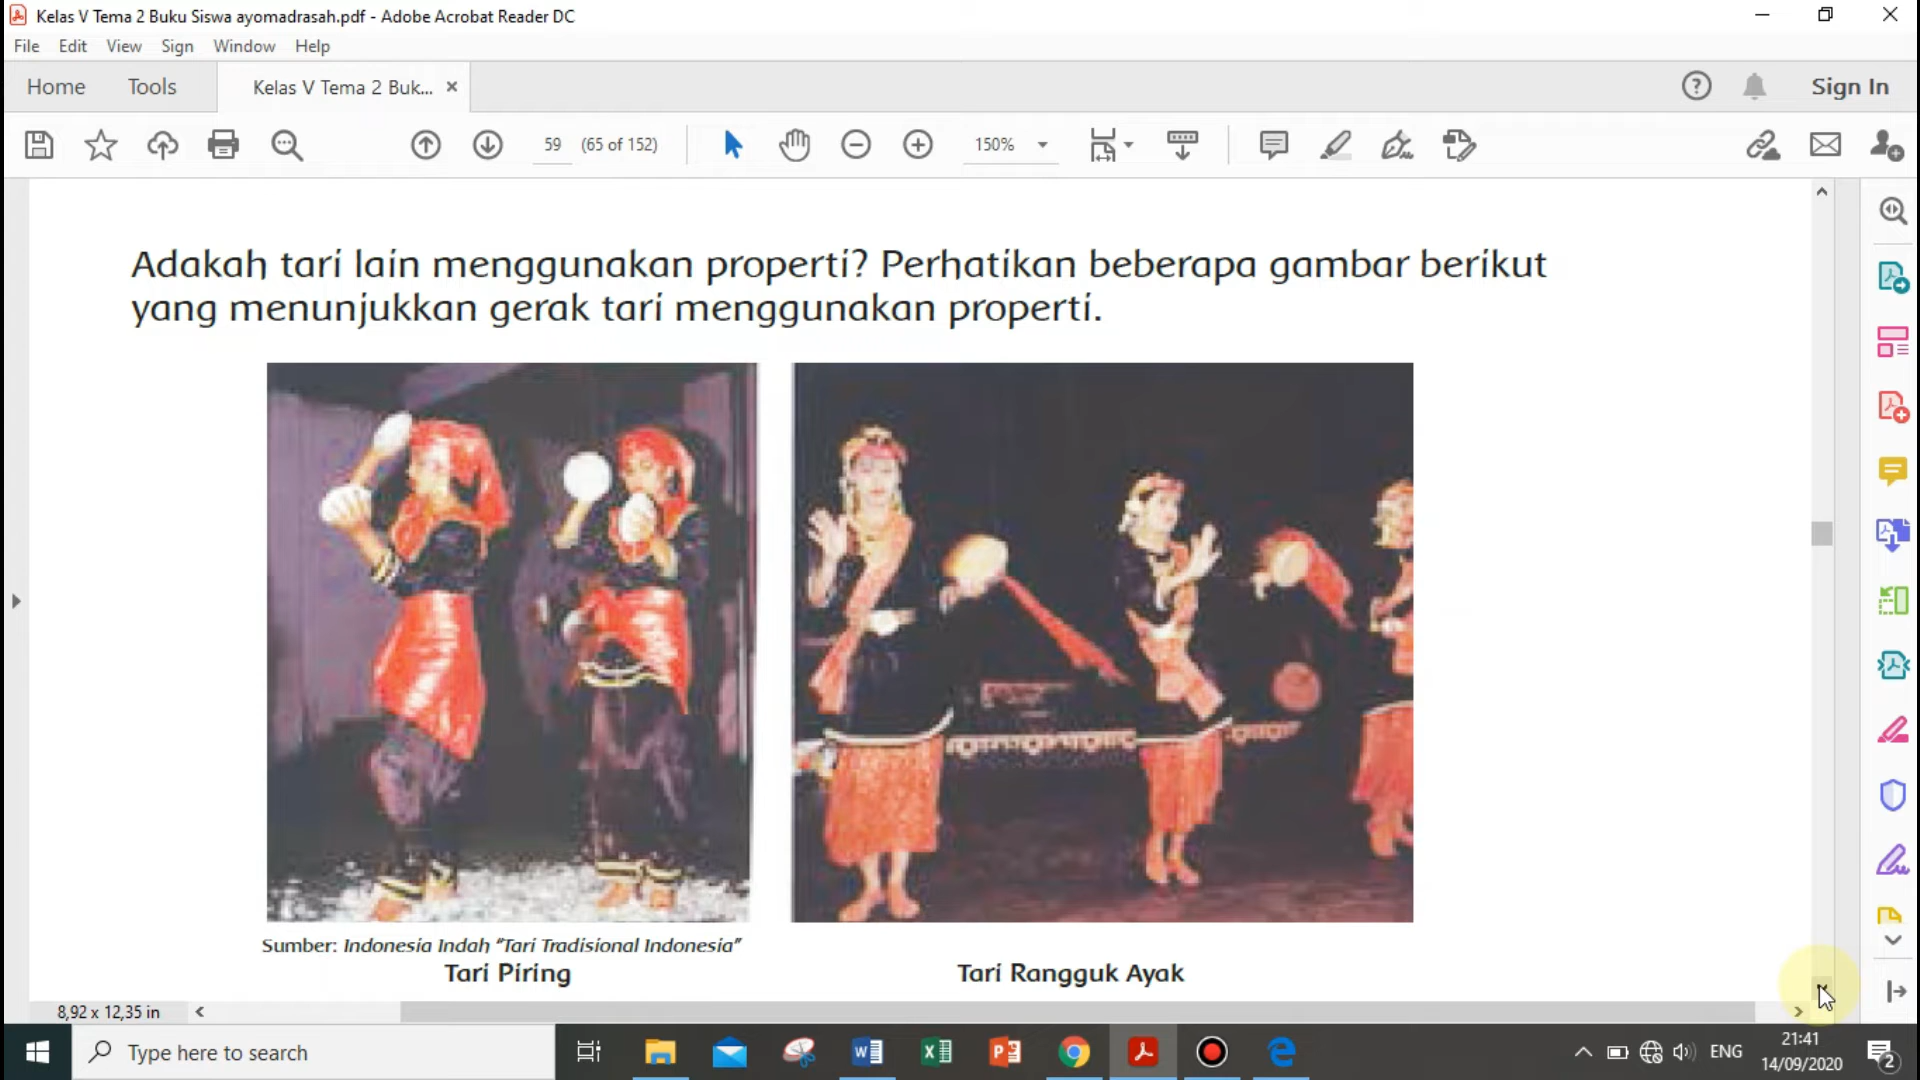 Kelas V Tema 2 Buku Siswa ayomadrasah.pdf - Adobe Acrobat Reader DC
File Edit View Sign Window Help
Home Tools Kelas V Tema 2 Buk... Sign In
59 (65 of 152) 150%
Adakah tari lain menggunakan properti? Perhatikan beberapa gambar berikut
yang menunjukkan gerak tari menggunakan properti.
Sumber: Indonesia Indah "Tari Tradisional Indonesia"
Tari Piring Tari Rangguk Ayak
8,92 x 12,35 in
Type here to search
ENG
21:41
14/09/2020
2